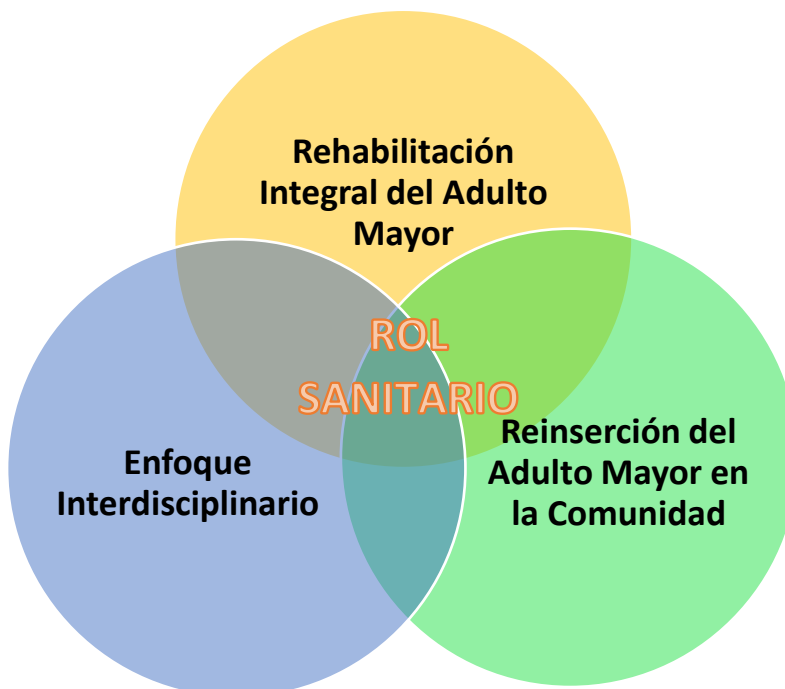 Rehabilitación
Integral del Adulto
Mayor
ROL
SANITARIO
Enfoque
Interdisciplinario
Reinserción del
Adulto Mayor en
la Comunidad